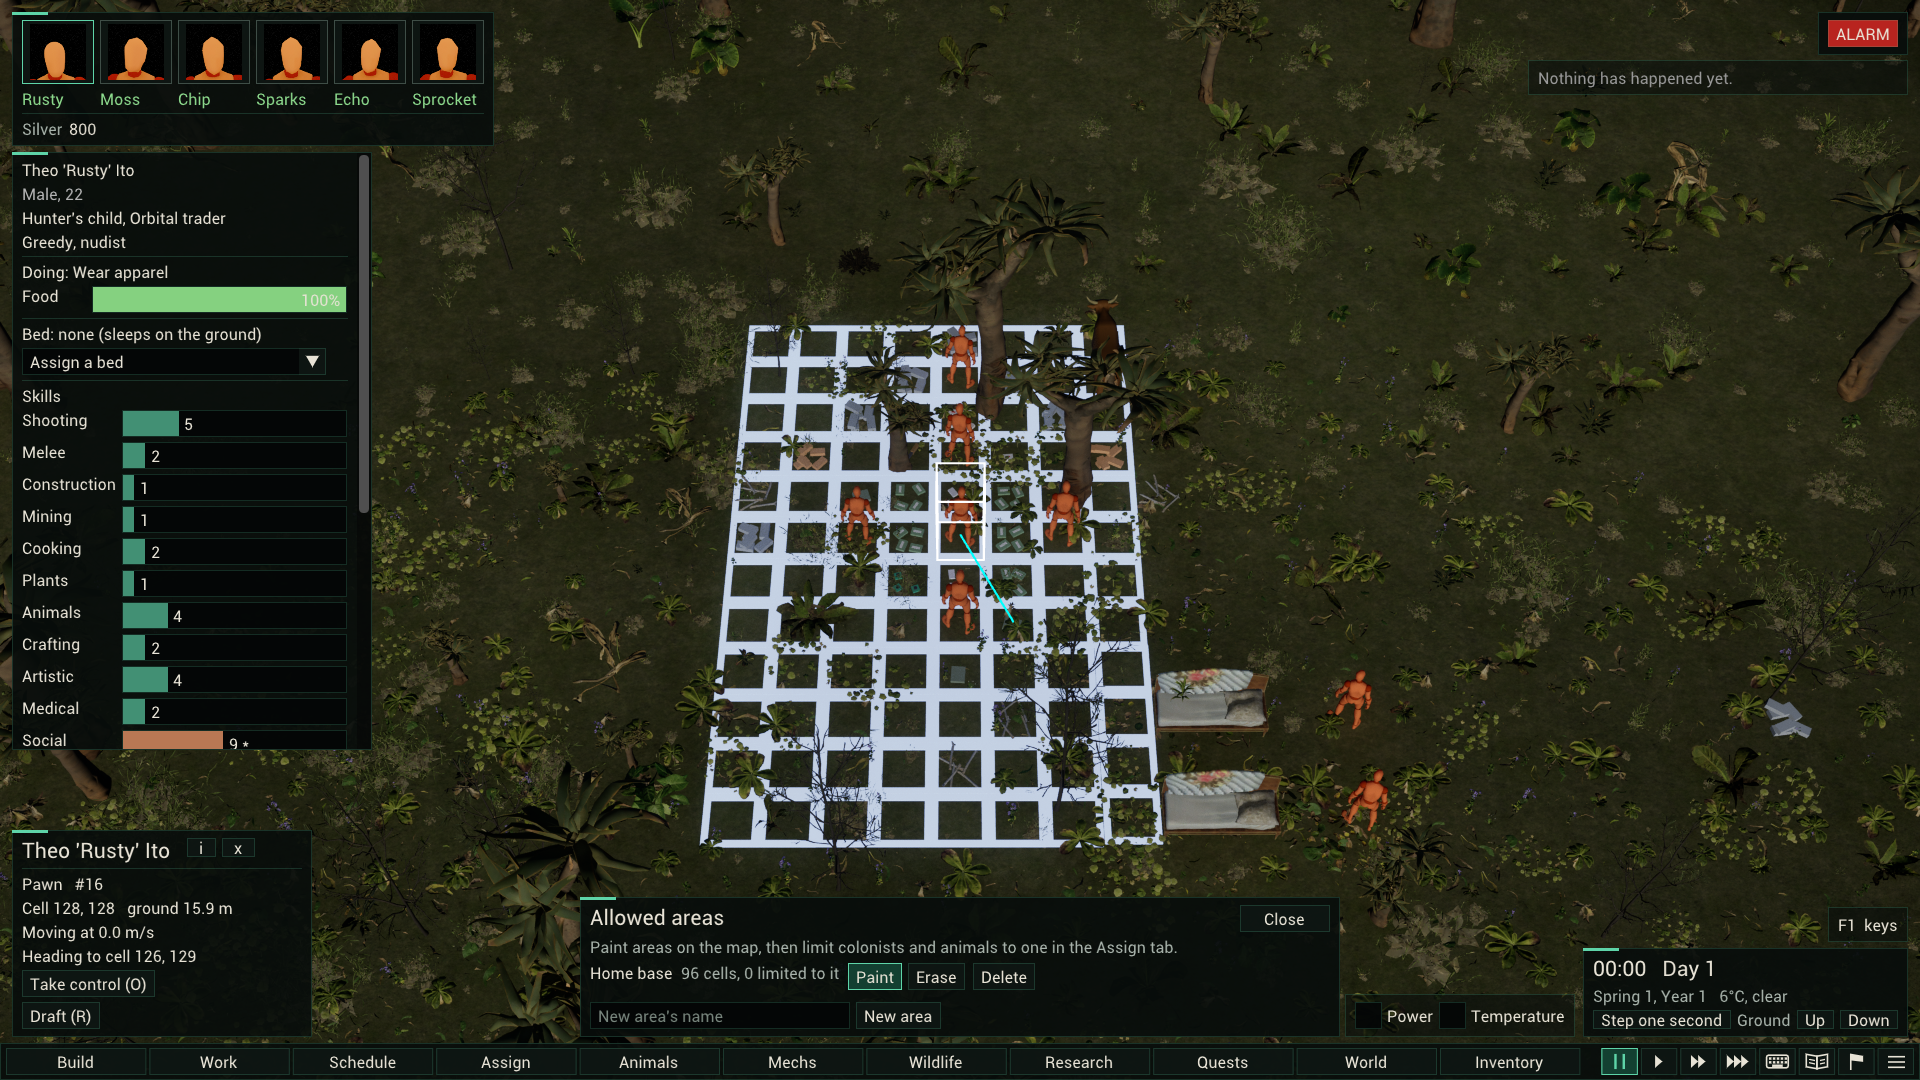 Rusty Moss Chip Sparks Echo Sprocket
Silver 800
ALARM
Nothing has happened yet.
Theo 'Rusty' Ito
Male, 22
Hunter's child, Orbital trader
Greedy, nudist
Doing: Wear apparel
Food 100%
Bed: none (sleeps on the ground)
Assign a bed
Skills
Shooting 5
Melee 2
Construction 1
Mining 1
Cooking 2
Plants 1
Animals 4
Crafting 2
Artistic 4
Medical 2
Social 9 *
Theo 'Rusty' Ito i x
Pawn #16
Cell 128, 128 ground 15.9 m
Moving at 0.0 m/s
Heading to cell 126, 129
Take control (O)
Draft (R)
Allowed areas Close
Paint areas on the map, then limit colonists and animals to one in the Assign tab.
Home base 96 cells, 0 limited to it Paint Erase Delete
New area's name New area
Power Temperature
F1 keys
00:00 Day 1
Spring 1, Year 1 6°C, clear
Step one second Ground Up Down
Build Work Schedule Assign Animals Mechs Wildlife Research Quests World Inventory